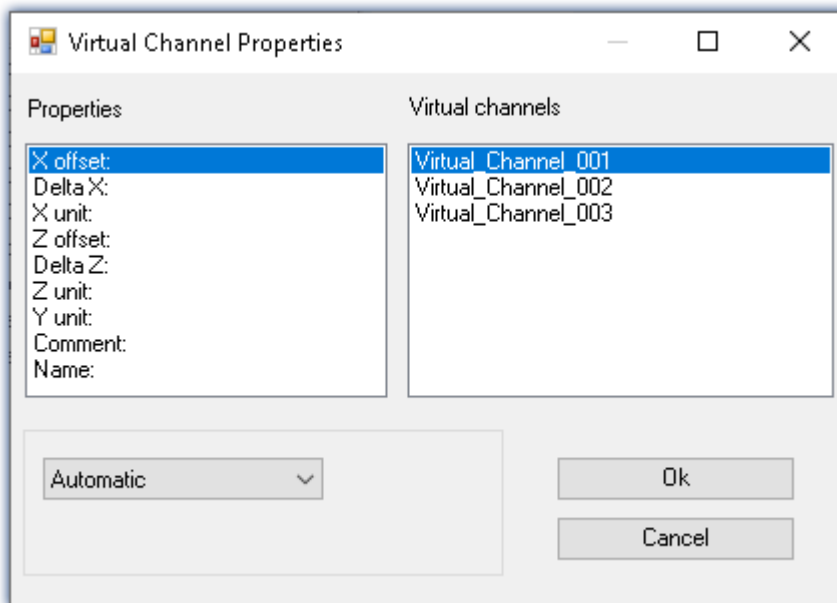 Virtual Channel Properties
Properties
Virtual channels
X offset:
Delta X:
X unit:
Z offset:
Delta Z:
Z unit:
Y unit:
Comment:
Name:
Virtual_Channel_001
Virtual_Channel_002
Virtual_Channel_003
Automatic
Ok
Cancel